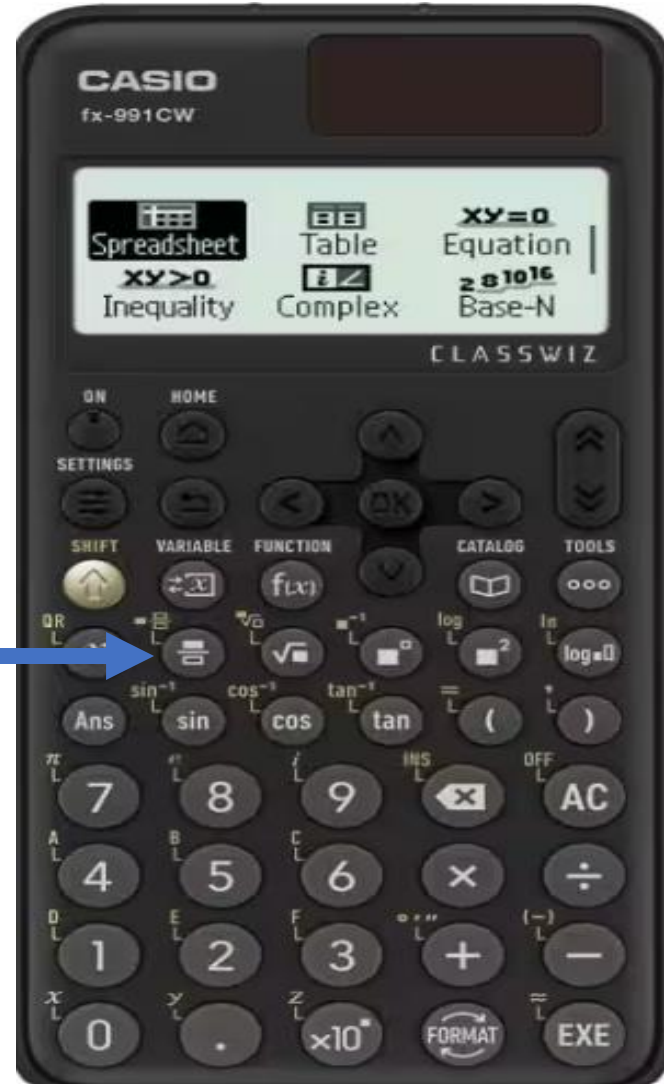 CASIO
fx-991CW
XY=0
Spreadsheet Table Equation
XY>0 i∠ 2 8 10 16
Inequality Complex Base-N
CLASSWIZ
ON HOME
SETTINGS
OK
SHIFT VARIABLE FUNCTION CATALOG TOOLS
x f(x)
QR log ln
log
sin⁻¹ cos⁻¹ tan⁻¹ =
Ans sin cos tan ( )
π i INS OFF
7 8 9 AC
A B C
4 5 6 × ÷
D E F ° ′ ″ (−)
1 2 3 + −
x y z ≈
0 . ×10 FORMAT EXE